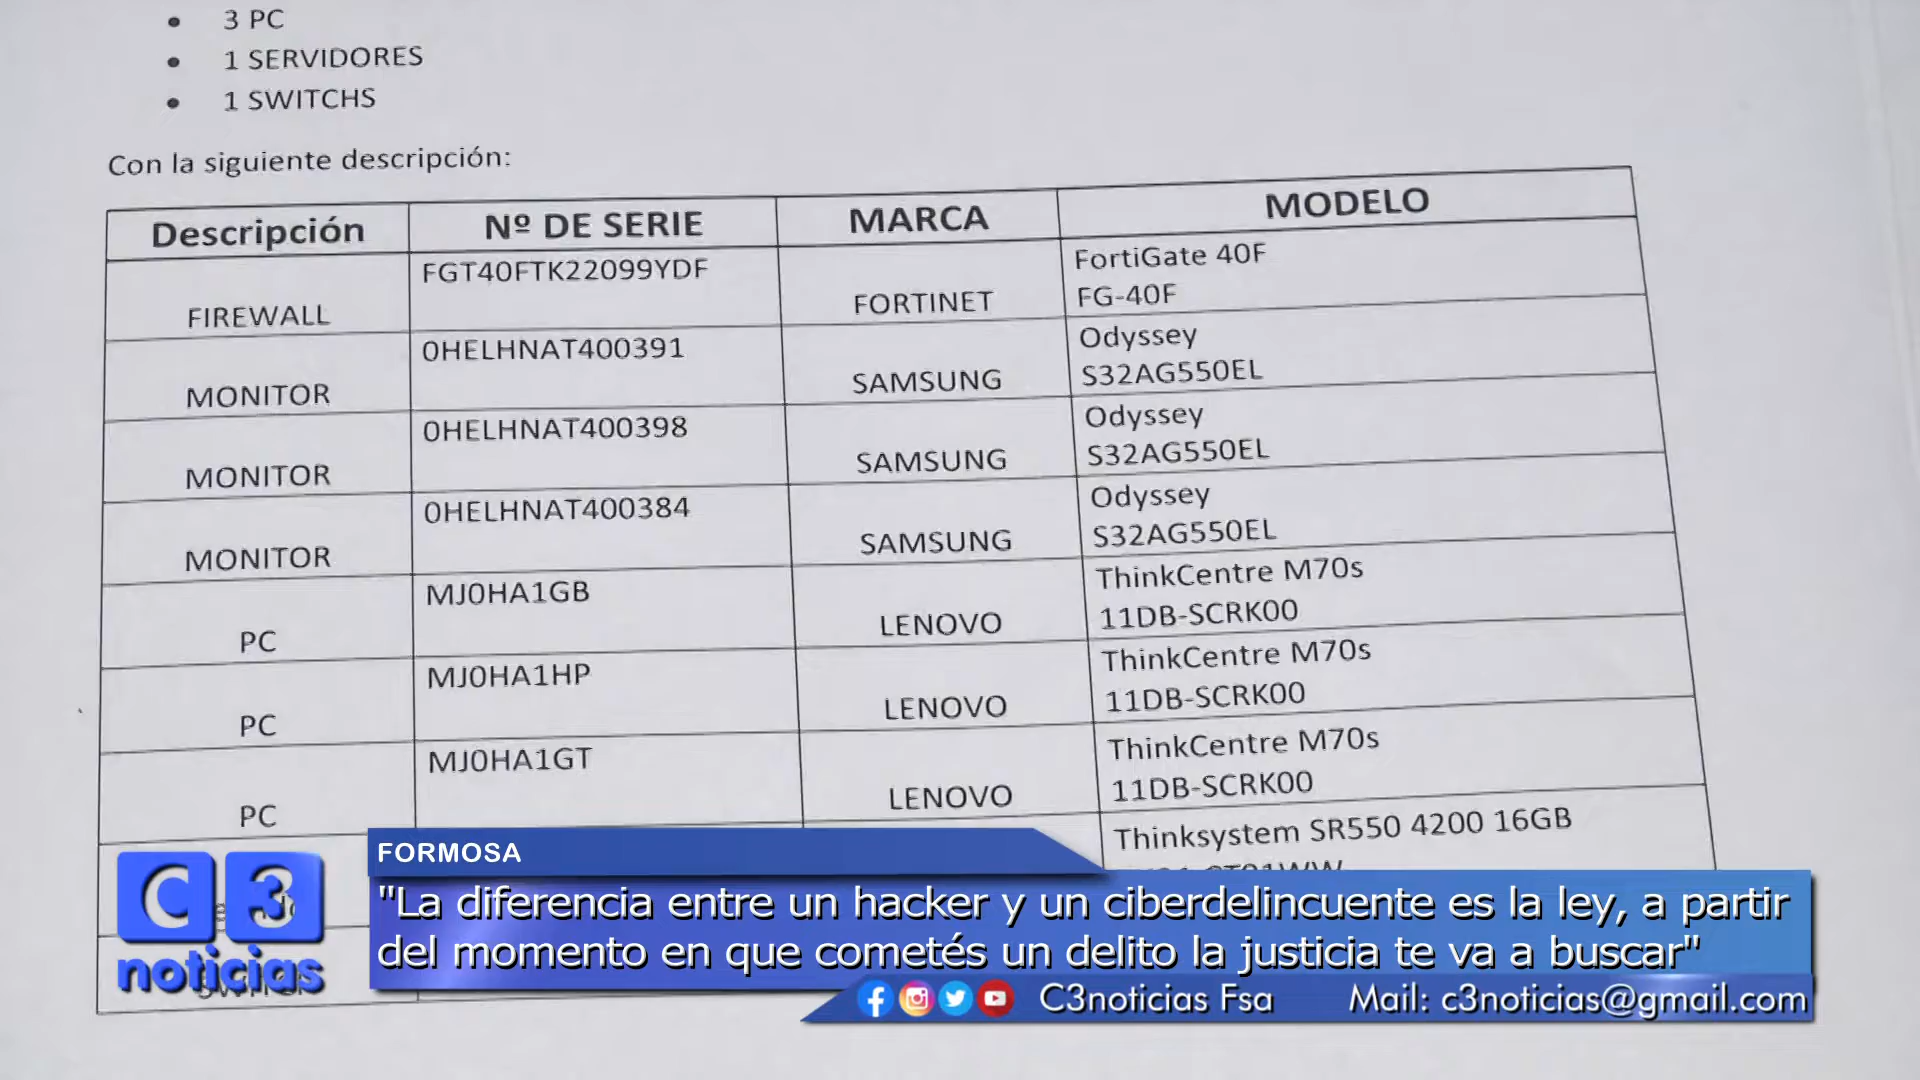 3 PC
1 SERVIDORES
1 SWITCHS
Con la siguiente descripción:
Descripción Nº DE SERIE MARCA MODELO
FIREWALL FGT40FTK22099YDF FORTINET FortiGate 40F
FG-40F
MONITOR 0HELHNAT400391 SAMSUNG Odyssey
S32AG550EL
MONITOR 0HELHNAT400398 SAMSUNG Odyssey
S32AG550EL
MONITOR 0HELHNAT400384 SAMSUNG Odyssey
S32AG550EL
PC MJ0HA1GB LENOVO ThinkCentre M70s
11DB-SCRK00
PC MJ0HA1HP LENOVO ThinkCentre M70s
11DB-SCRK00
PC MJ0HA1GT LENOVO ThinkCentre M70s
11DB-SCRK00
Thinksystem SR550 4200 16GB
C3
noticias
FORMOSA
"La diferencia entre un hacker y un ciberdelincuente es la ley, a partir
del momento en que cometés un delito la justicia te va a buscar"
C3noticias Fsa Mail: c3noticias@gmail.com